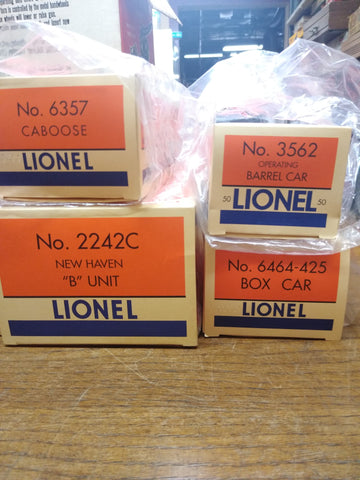 No. 6357
CABOOSE
LIONEL
No. 3562
OPERATING
BARREL CAR
50 LIONEL 50
No. 2242C
NEW HAVEN
"B" UNIT
LIONEL
No. 6464-425
BOX CAR
LIONEL